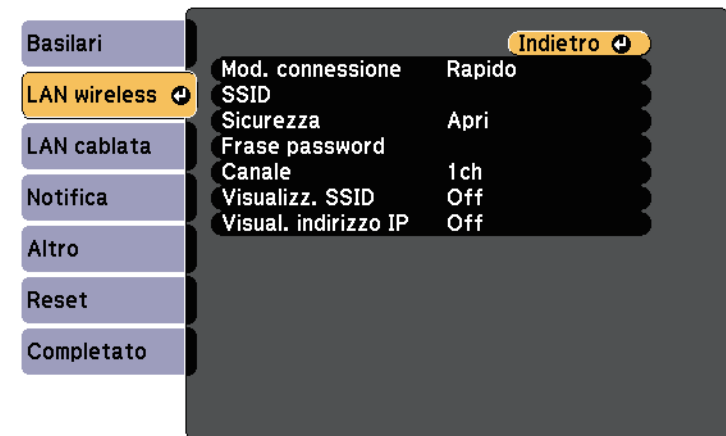 Basilari
LAN wireless
LAN cablata
Notifica
Altro
Reset
Completato
Indietro
Mod. connessione Rapido
SSID
Sicurezza Apri
Frase password
Canale 1ch
Visualizz. SSID Off
Visual. indirizzo IP Off